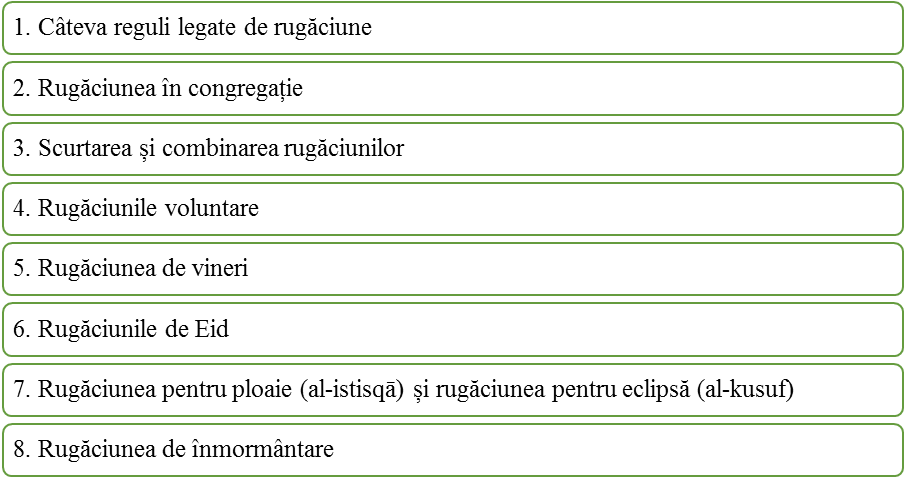 1. Câteva reguli legate de rugăciune
2. Rugăciunea în congregație
3. Scurtarea și combinarea rugăciunilor
4. Rugăciunile voluntare
5. Rugăciunea de vineri
6. Rugăciunile de Eid
7. Rugăciunea pentru ploaie (al-istisqā) și rugăciunea pentru eclipsă (al-kusuf)
8. Rugăciunea de înmormântare